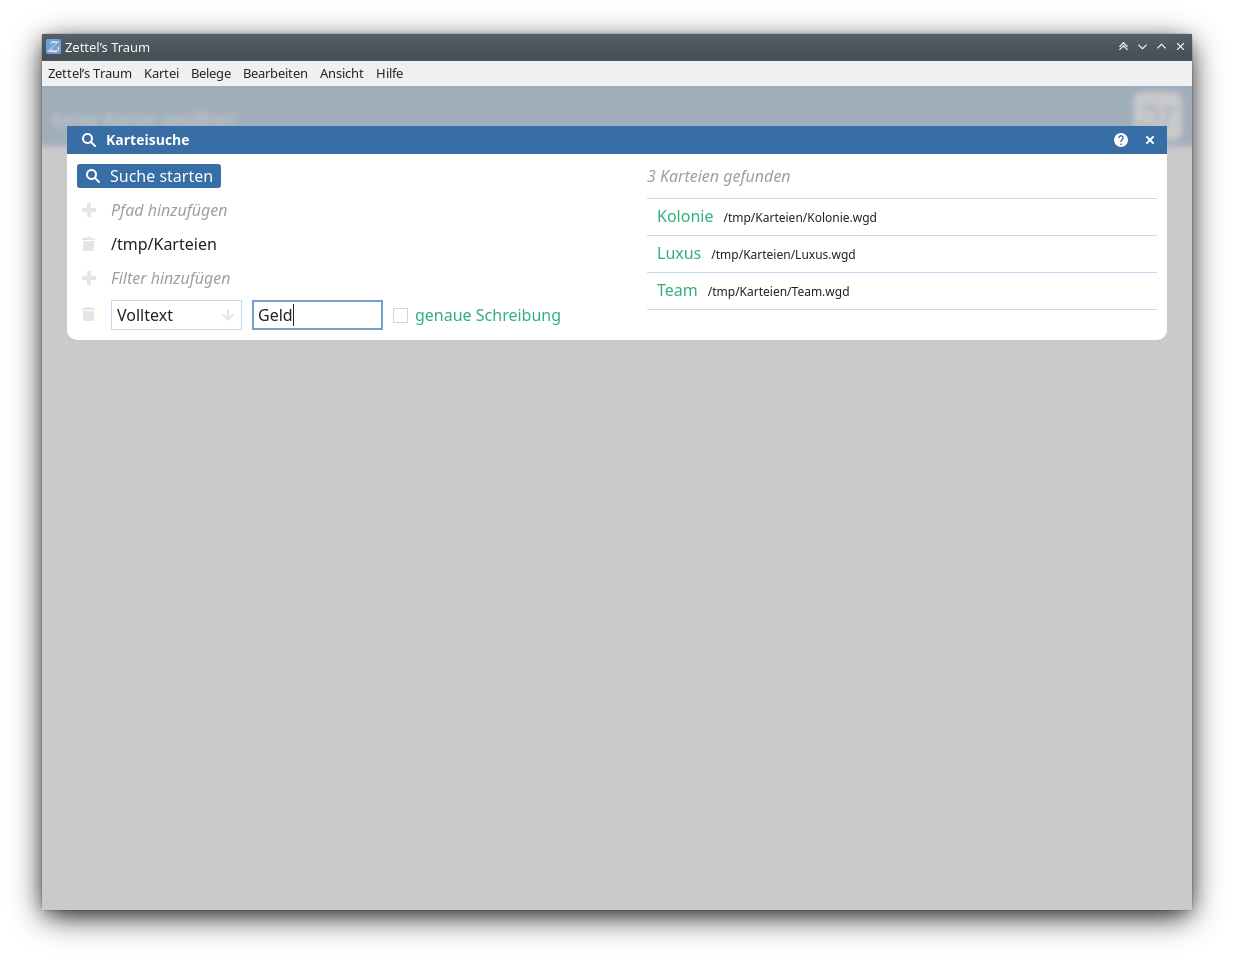 Zettel’s Traum
Zettel’s Traum Kartei Belege Bearbeiten Ansicht Hilfe
Karteisuche
Suche starten
Pfad hinzufügen
/tmp/Karteien
Filter hinzufügen
Volltext Geld genaue Schreibung
3 Karteien gefunden
Kolonie /tmp/Karteien/Kolonie.wgd
Luxus /tmp/Karteien/Luxus.wgd
Team /tmp/Karteien/Team.wgd